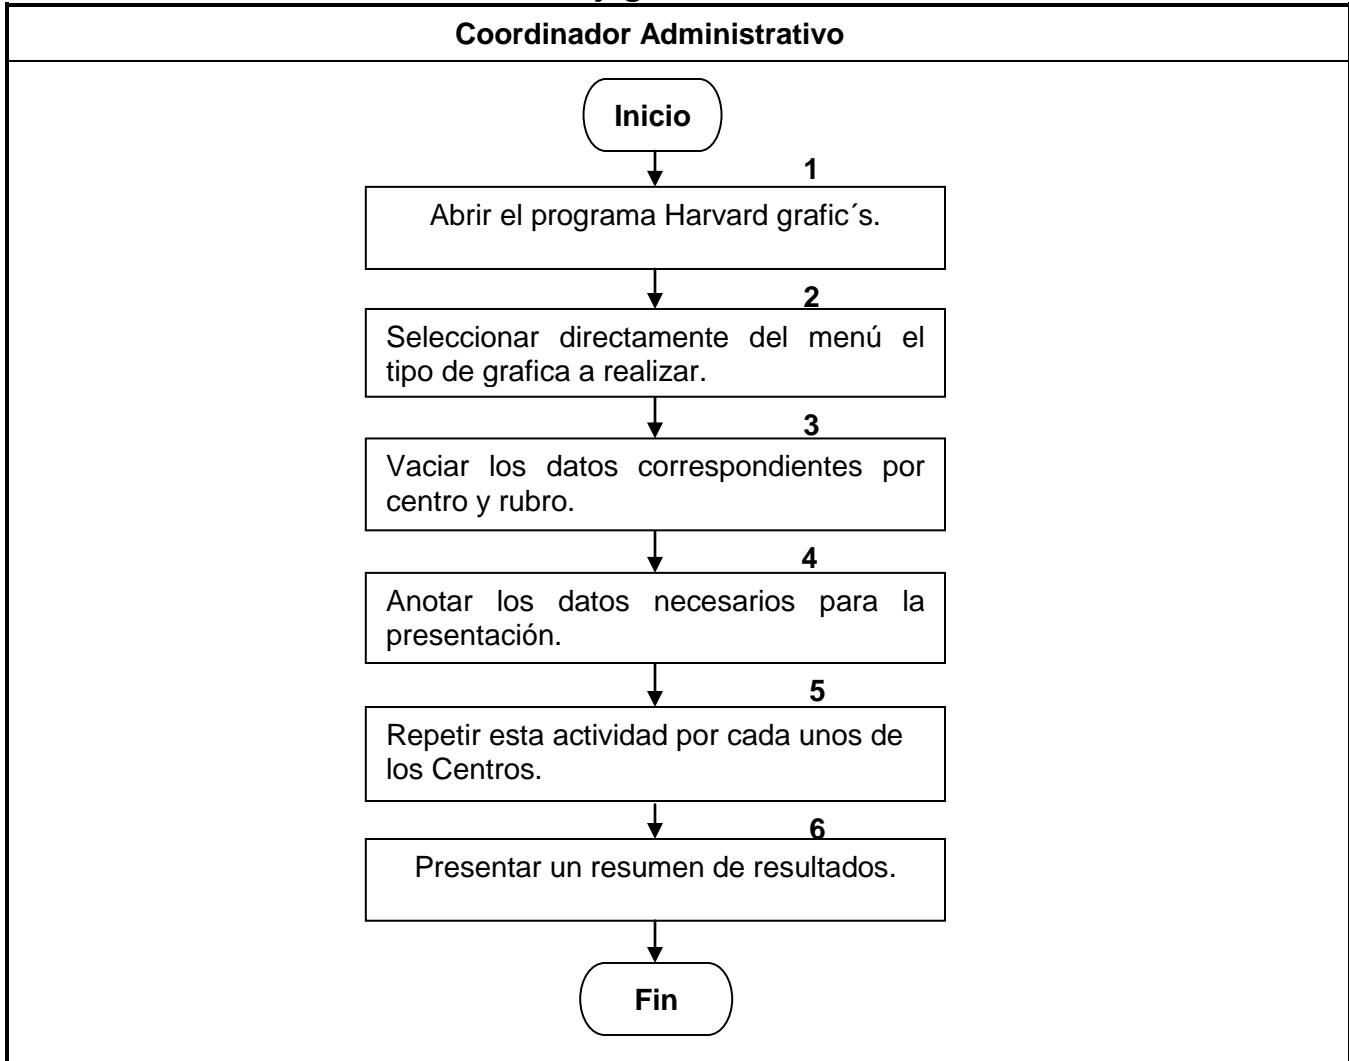 Coordinador Administrativo
Inicio
1
Abrir el programa Harvard grafic´s.
2
Seleccionar directamente del menú el
tipo de grafica a realizar.
3
Vaciar los datos correspondientes por
centro y rubro.
4
Anotar los datos necesarios para la
presentación.
5
Repetir esta actividad por cada unos de
los Centros.
6
Presentar un resumen de resultados.
Fin